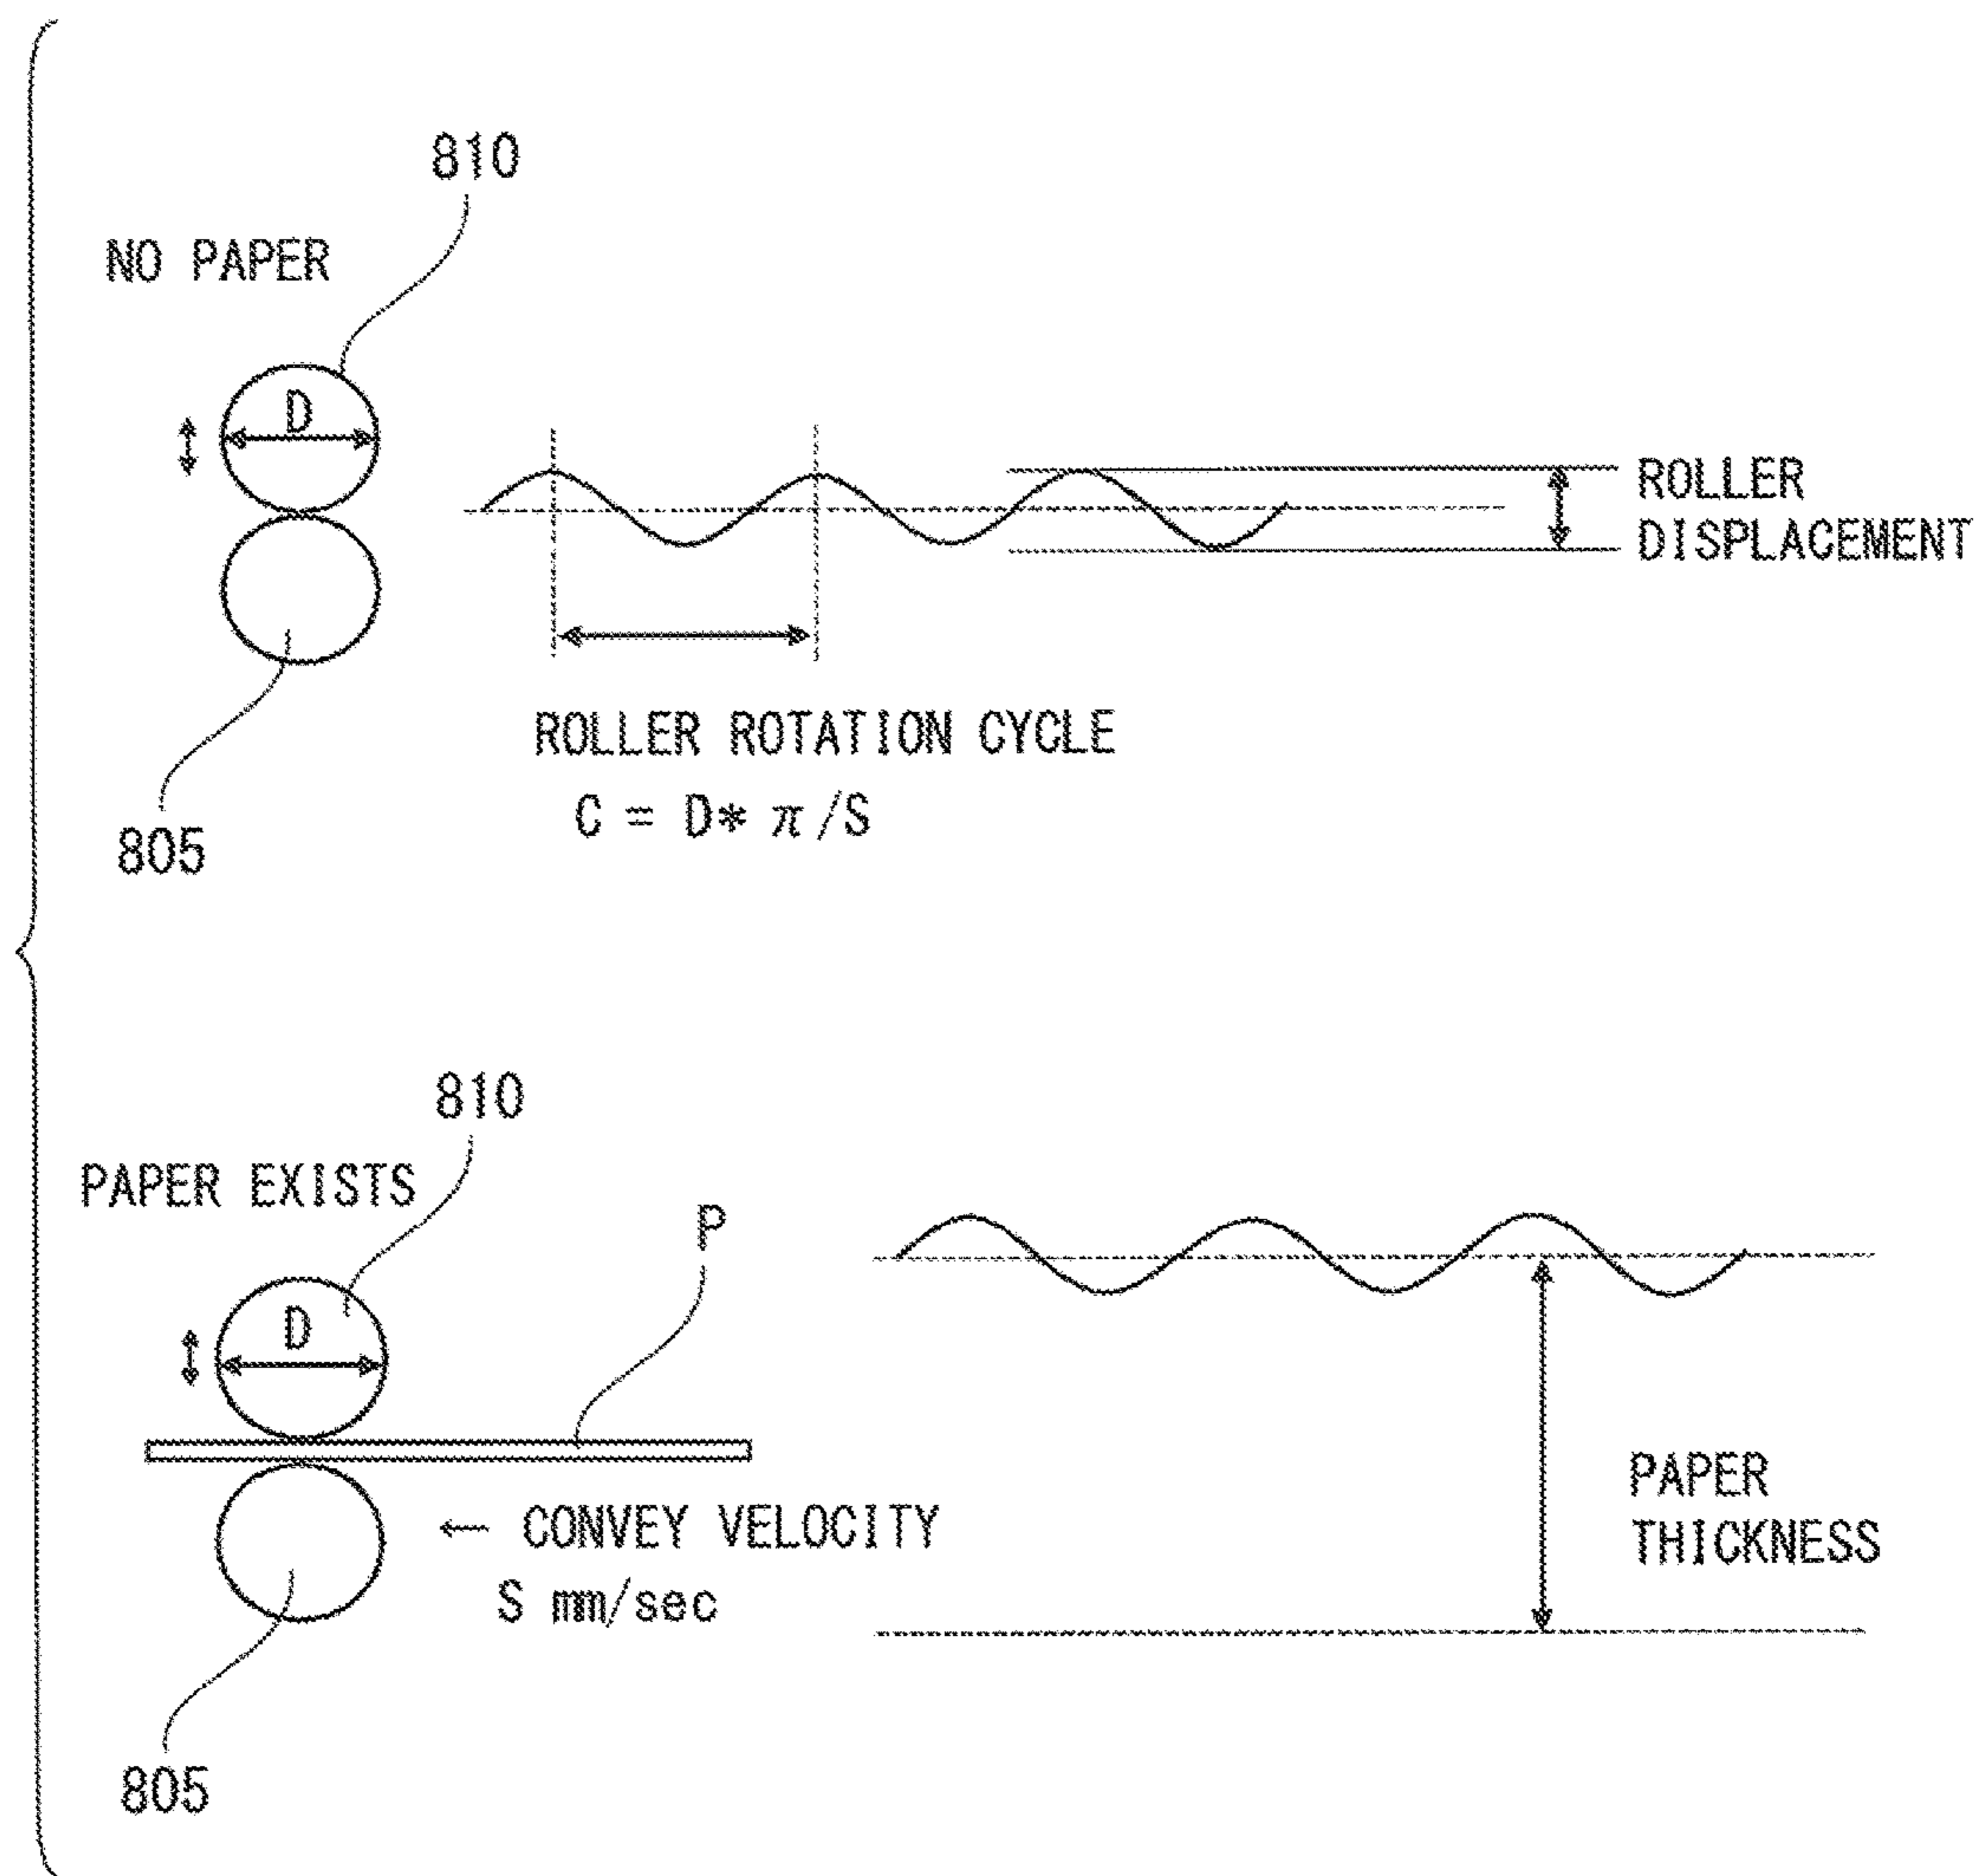 810
NO PAPER
D
ROLLER
DISPLACEMENT
ROLLER ROTATION CYCLE
C = D* π/S
805
810
PAPER EXISTS
P
D
PAPER
THICKNESS
← CONVEY VELOCITY
S mm/sec
805